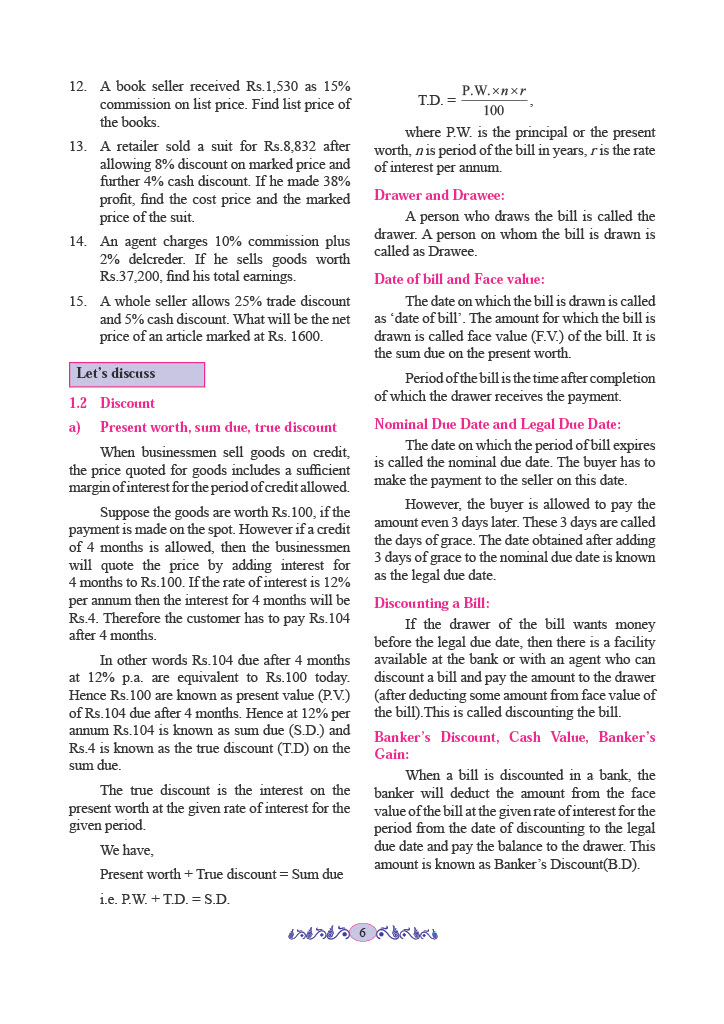 12. A book seller received Rs.1,530 as 15%
commission on list price. Find list price of
the books.
13. A retailer sold a suit for Rs.8,832 after
allowing 8% discount on marked price and
further 4% cash discount. If he made 38%
profit, find the cost price and the marked
price of the suit.
14. An agent charges 10% commission plus
2% delcreder. If he sells goods worth
Rs.37,200, find his total earnings.
15. A whole seller allows 25% trade discount
and 5% cash discount. What will be the net
price of an article marked at Rs. 1600.
Let's discuss
1.2 Discount
a) Present worth, sum due, true discount
When businessmen sell goods on credit,
the price quoted for goods includes a sufficient
margin of interest for the period of credit allowed.
Suppose the goods are worth Rs.100, if the
payment is made on the spot. However if a credit
of 4 months is allowed, then the businessmen
will quote the price by adding interest for
4 months to Rs.100. If the rate of interest is 12%
per annum then the interest for 4 months will be
Rs.4. Therefore the customer has to pay Rs.104
after 4 months.
In other words Rs.104 due after 4 months
at 12% p.a. are equivalent to Rs.100 today.
Hence Rs.100 are known as present value (P.V.)
of Rs.104 due after 4 months. Hence at 12% per
annum Rs.104 is known as sum due (S.D.) and
Rs.4 is known as the true discount (T.D) on the
sum due.
The true discount is the interest on the
present worth at the given rate of interest for the
given period.
We have,
Present worth + True discount = Sum due
i.e. P.W. + T.D. = S.D.
T.D. = P.W.×n×r / 100 ,
where P.W. is the principal or the present
worth, n is period of the bill in years, r is the rate
of interest per annum.
Drawer and Drawee:
A person who draws the bill is called the
drawer. A person on whom the bill is drawn is
called as Drawee.
Date of bill and Face value:
The date on which the bill is drawn is called
as ‘date of bill’. The amount for which the bill is
drawn is called face value (F.V.) of the bill. It is
the sum due on the present worth.
Period of the bill is the time after completion
of which the drawer receives the payment.
Nominal Due Date and Legal Due Date:
The date on which the period of bill expires
is called the nominal due date. The buyer has to
make the payment to the seller on this date.
However, the buyer is allowed to pay the
amount even 3 days later. These 3 days are called
the days of grace. The date obtained after adding
3 days of grace to the nominal due date is known
as the legal due date.
Discounting a Bill:
If the drawer of the bill wants money
before the legal due date, then there is a facility
available at the bank or with an agent who can
discount a bill and pay the amount to the drawer
(after deducting some amount from face value of
the bill).This is called discounting the bill.
Banker’s Discount, Cash Value, Banker’s
Gain:
When a bill is discounted in a bank, the
banker will deduct the amount from the face
value of the bill at the given rate of interest for the
period from the date of discounting to the legal
due date and pay the balance to the drawer. This
amount is known as Banker’s Discount(B.D).
6